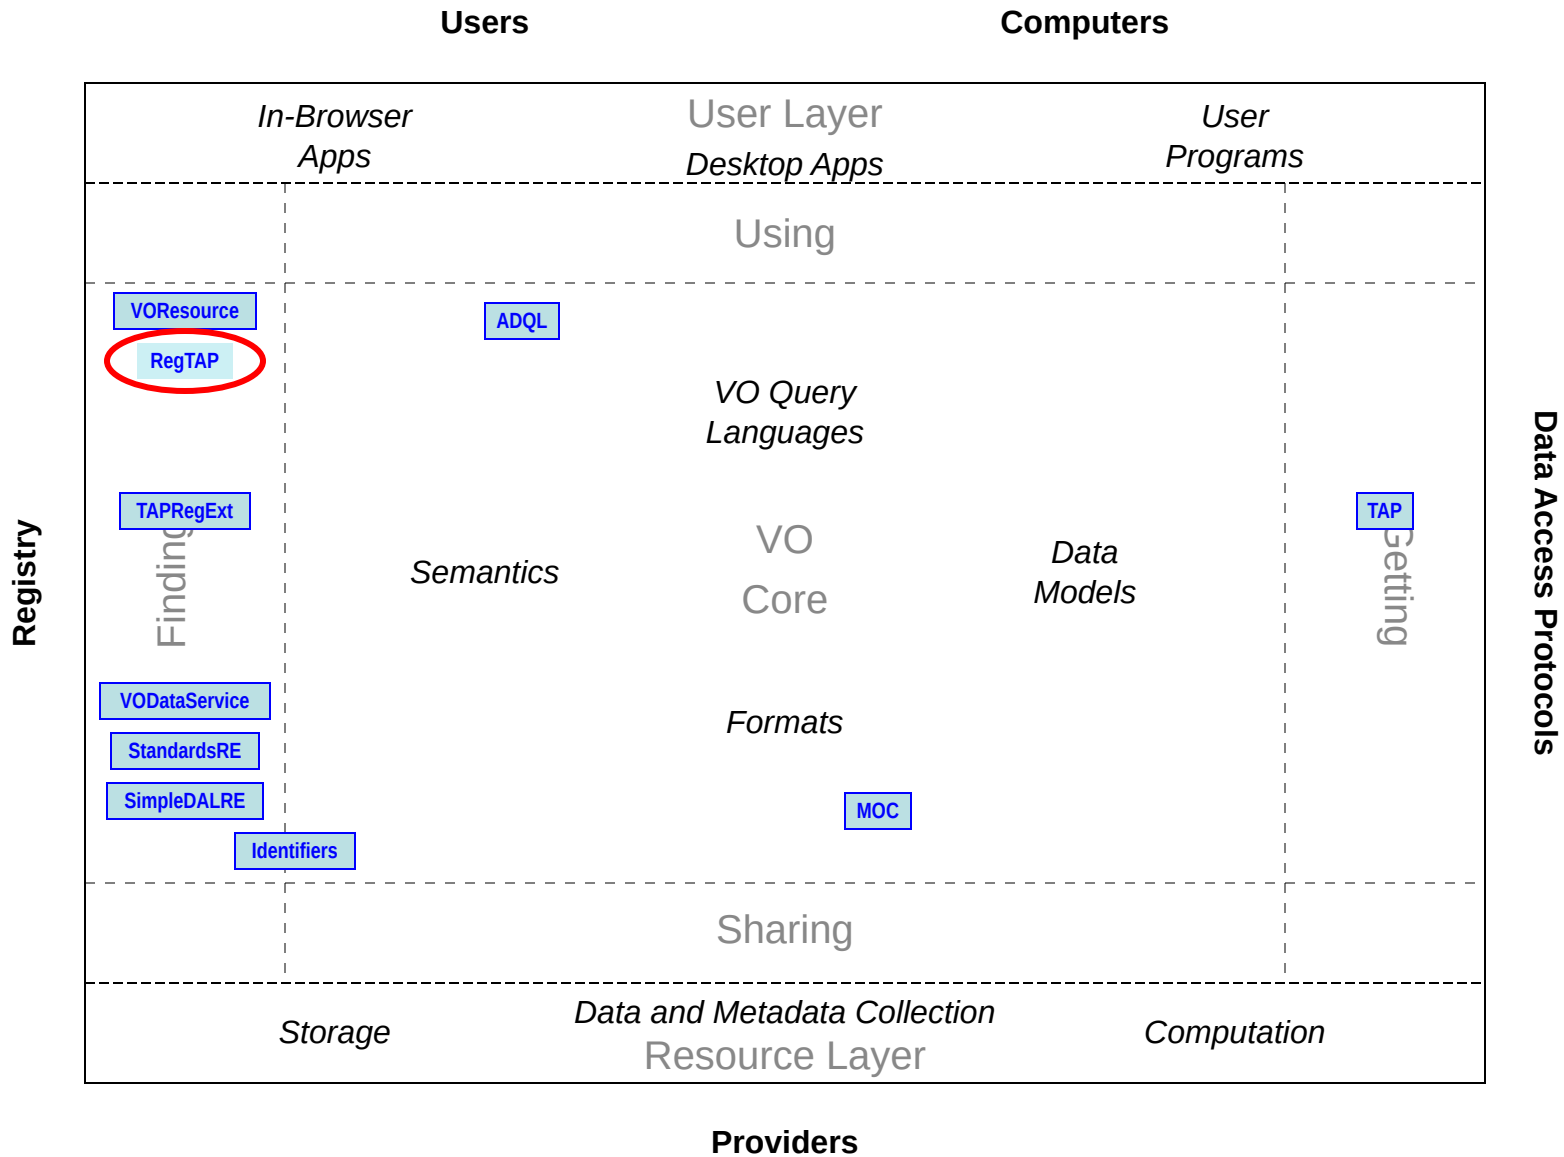 Users
Computers
In-Browser
Apps
User Layer
Desktop Apps
User
Programs
Using
VOResource
RegTAP
ADQL
VO Query
Languages
TAPRegExt
TAP
Finding
Getting
Registry
Data Access Protocols
Semantics
VO
Core
Data
Models
VODataService
StandardsRE
SimpleDALRE
Identifiers
Formats
MOC
Sharing
Storage
Data and Metadata Collection
Resource Layer
Computation
Providers